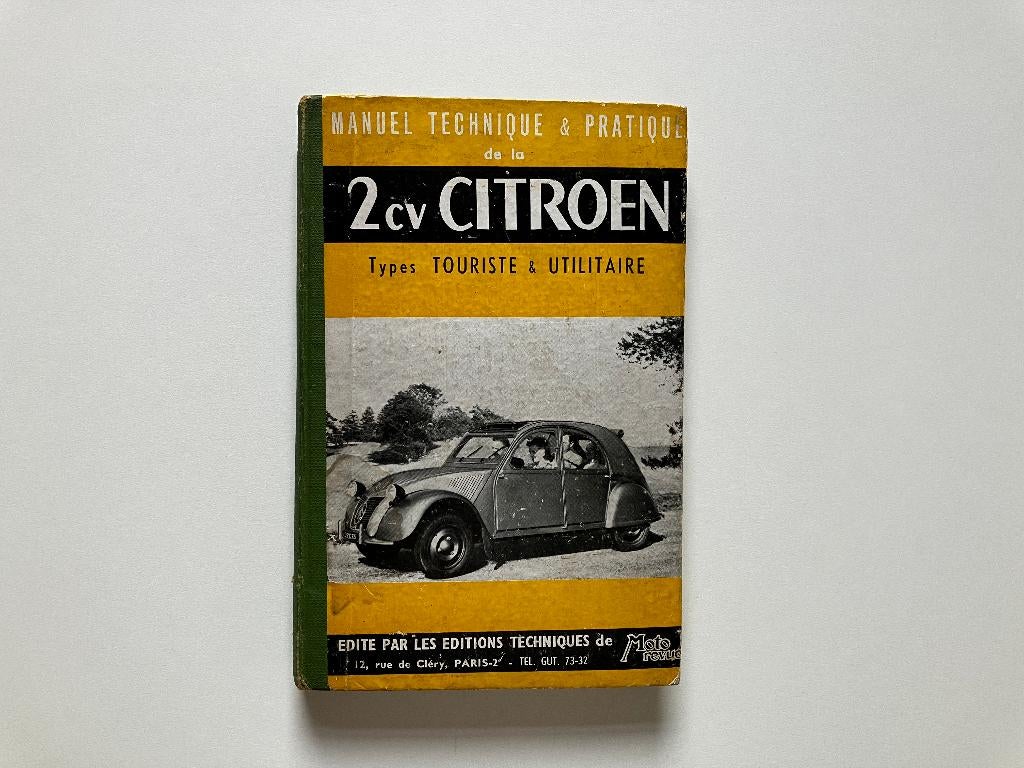 MANUEL TECHNIQUE & PRATIQUE
de la
2cv CITROEN
Types TOURISTE & UTILITAIRE
EDITE PAR LES EDITIONS TECHNIQUES de Moto revue
12, rue de Cléry, PARIS-2e - TEL. GUT. 73-32